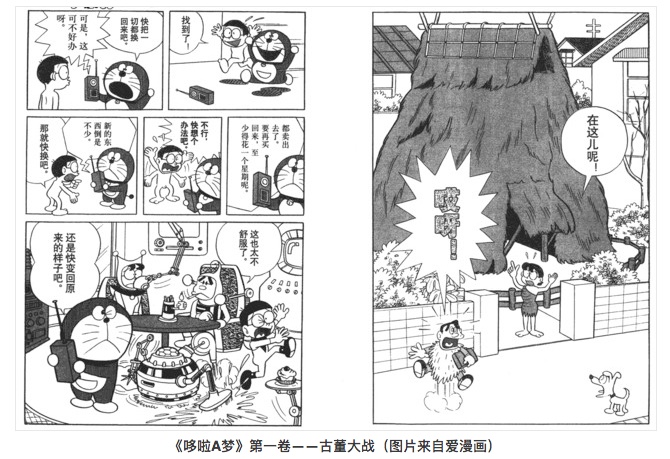 在这儿呢！
哎呀！！
找到了！
快把一
切都换
回来吧。
可是，这
可不好办
呀。
都卖出
去了。
要再买
回来，至
少得花一个星期呢。
不行，
快想个
办法吧。
新的东
西倒是
不少。
那就快换吧。
这也太不
舒服了。
还是快变回原
来的样子吧。
《哆啦A梦》第一卷——古董大战（图片来自爱漫画）